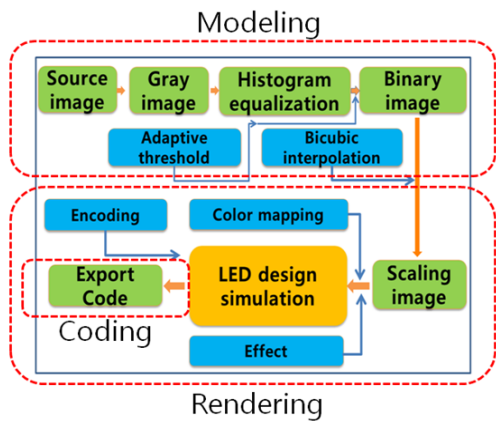 Modeling
Source
image
Gray
image
Histogram
equalization
Binary
image
Adaptive
threshold
Bicubic
interpolation
Encoding
Color mapping
Export
Code
LED design
simulation
Scaling
image
Coding
Effect
Rendering